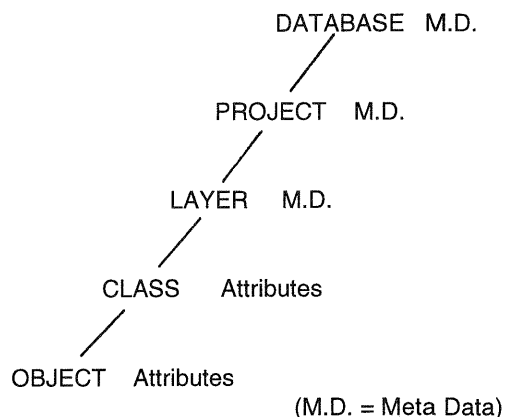 DATABASE M.D.
PROJECT M.D.
LAYER M.D.
CLASS Attributes
OBJECT Attributes
(M.D. = Meta Data)